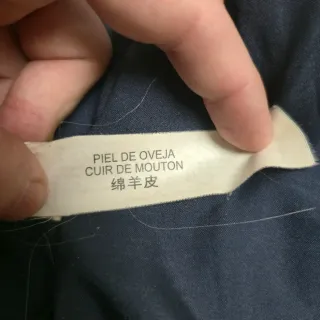 PIEL DE OVEJA
CUIR DE MOUTON
绵羊皮